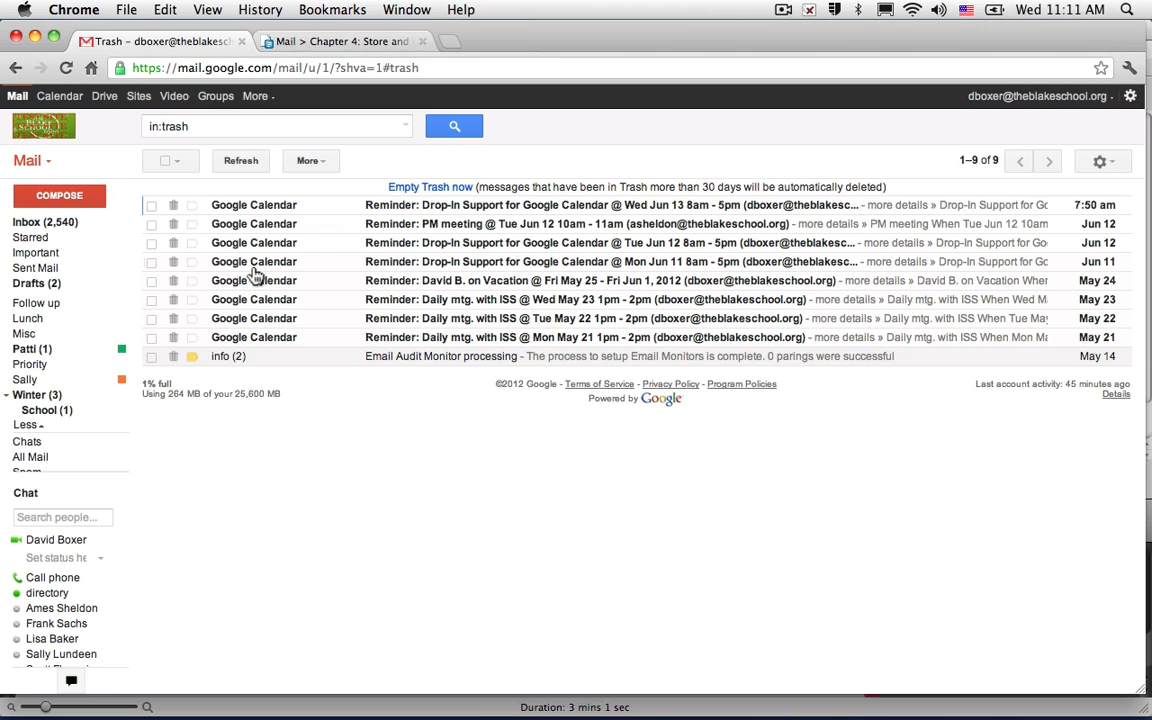 Chrome File Edit View History Bookmarks Window Help Wed 11:11 AM
Trash – dboxer@theblakesch Mail > Chapter 4: Store and
https://mail.google.com/mail/u/1/?shva=1#trash
Mail Calendar Drive Sites Video Groups More dboxer@theblakeschool.org
in:trash
Mail Refresh More 1–9 of 9
COMPOSE
Empty Trash now (messages that have been in Trash more than 30 days will be automatically deleted)
Google Calendar Reminder: Drop-In Support for Google Calendar @ Wed Jun 13 8am - 5pm (dboxer@theblakesc... - more details » Drop-In Support for Go 7:50 am
Google Calendar Reminder: PM meeting @ Tue Jun 12 10am - 11am (asheldon@theblakeschool.org) - more details » PM meeting When Tue Jun 12 10am Jun 12
Google Calendar Reminder: Drop-In Support for Google Calendar @ Tue Jun 12 8am - 5pm (dboxer@theblakesc... - more details » Drop-In Support for Go Jun 12
Google Calendar Reminder: Drop-In Support for Google Calendar @ Mon Jun 11 8am - 5pm (dboxer@theblakesc... - more details » Drop-In Support for Go Jun 11
Google Calendar Reminder: David B. on Vacation @ Fri May 25 - Fri Jun 1, 2012 (dboxer@theblakeschool.org) - more details » David B. on Vacation When May 24
Google Calendar Reminder: Daily mtg. with ISS @ Wed May 23 1pm - 2pm (dboxer@theblakeschool.org) - more details » Daily mtg. with ISS When Wed M May 23
Google Calendar Reminder: Daily mtg. with ISS @ Tue May 22 1pm - 2pm (dboxer@theblakeschool.org) - more details » Daily mtg. with ISS When Tue May May 22
Google Calendar Reminder: Daily mtg. with ISS @ Mon May 21 1pm - 2pm (dboxer@theblakeschool.org) - more details » Daily mtg. with ISS When Mon Ma May 21
info (2) Email Audit Monitor processing - The process to setup Email Monitors is complete. 0 parings were successful May 14
1% full
Using 264 MB of your 25,600 MB
©2012 Google - Terms of Service - Privacy Policy - Program Policies
Powered by Google
Last account activity: 45 minutes ago
Details
Inbox (2,540)
Starred
Important
Sent Mail
Drafts (2)
Follow up
Lunch
Misc
Patti (1)
Priority
Sally
Winter (3)
School (1)
Less
Chats
All Mail
Chat
Search people...
David Boxer
Set status he
Call phone
directory
Ames Sheldon
Frank Sachs
Lisa Baker
Sally Lundeen
Duration: 3 mins 1 sec